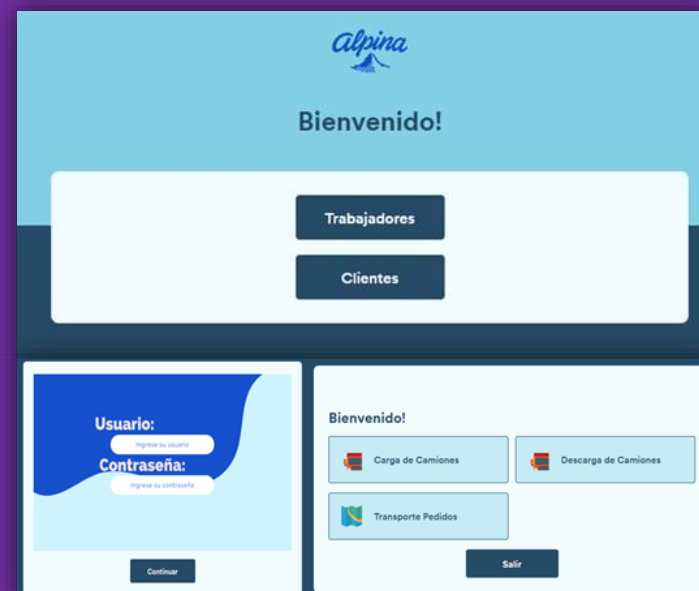 alpina
Bienvenido!
Trabajadores
Clientes
Usuario:
Ingrese su usuario
Contraseña:
Ingrese su contraseña
Continuar
Bienvenido!
Carga de Camiones
Descarga de Camiones
Transporte Pedidos
Salir